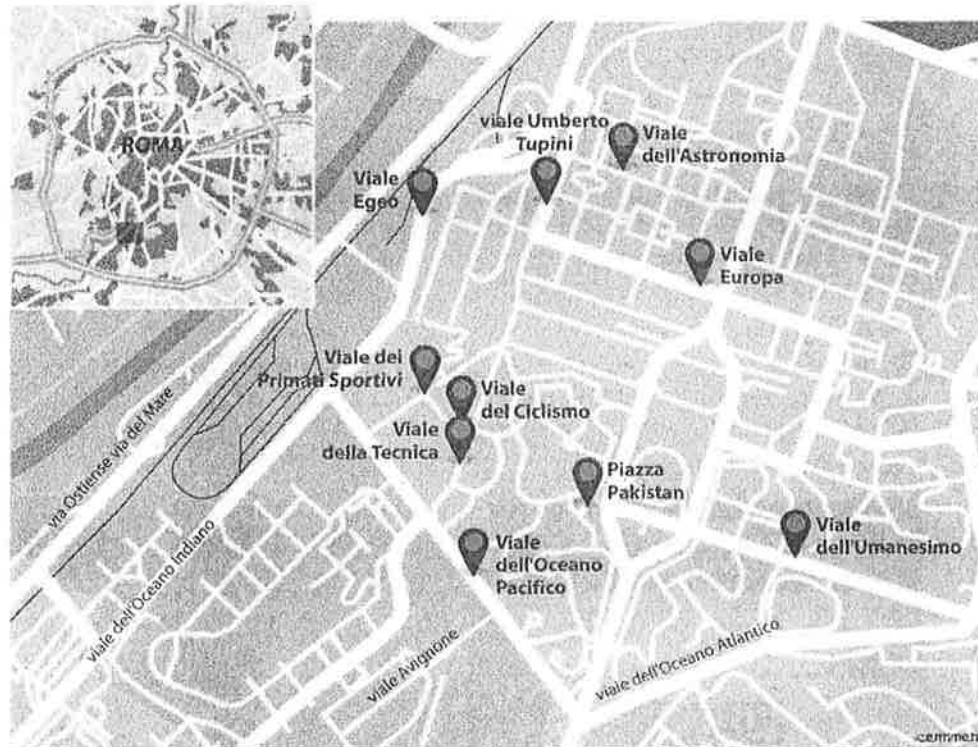 ROMA
viale Umberto
Tupini
Viale
dell'Astronomia
Viale
Egeo
Viale
Europa
Viale dei
Primati Sportivi
Viale
del Ciclismo
Viale
della Tecnica
Piazza
Pakistan
Viale
dell'Umanesimo
Viale
dell'Oceano
Pacifico
via Ostiense via del Mare
viale dell'Oceano Indiano
viale Avignone
viale dell'Oceano Atlantico